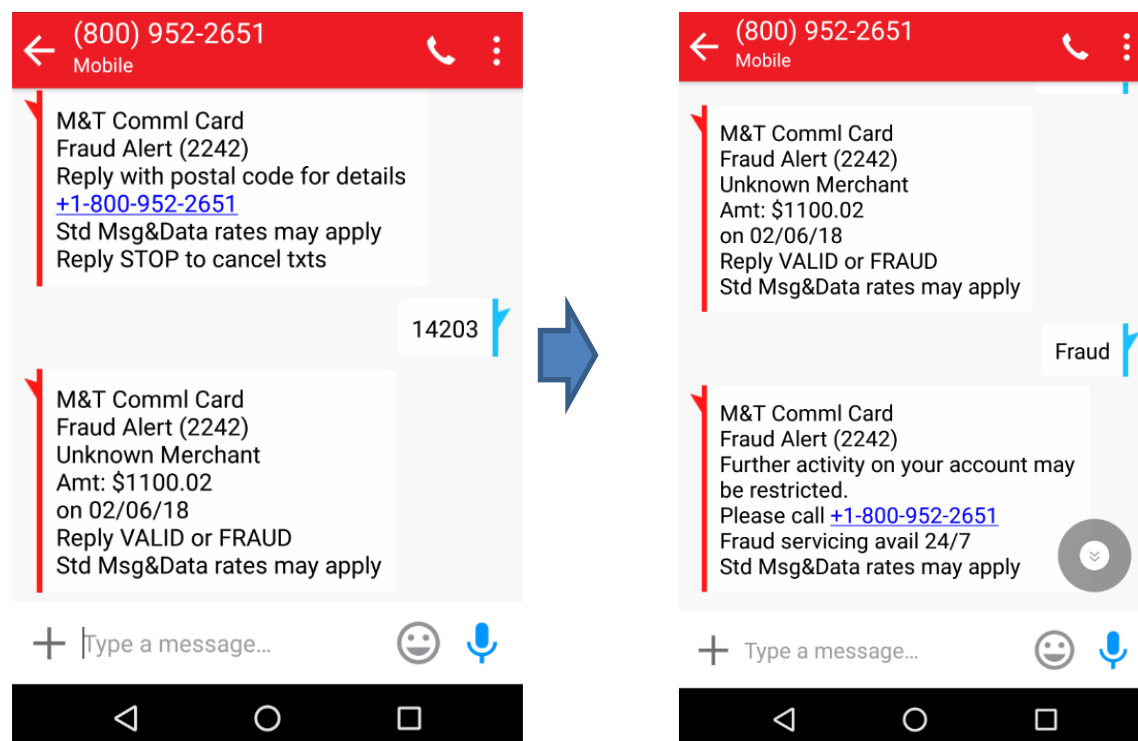 (800) 952-2651
Mobile
M&T Comml Card
Fraud Alert (2242)
Reply with postal code for details
+1-800-952-2651
Std Msg&Data rates may apply
Reply STOP to cancel txts
14203
M&T Comml Card
Fraud Alert (2242)
Unknown Merchant
Amt: $1100.02
on 02/06/18
Reply VALID or FRAUD
Std Msg&Data rates may apply
Type a message...
(800) 952-2651
Mobile
M&T Comml Card
Fraud Alert (2242)
Unknown Merchant
Amt: $1100.02
on 02/06/18
Reply VALID or FRAUD
Std Msg&Data rates may apply
Fraud
M&T Comml Card
Fraud Alert (2242)
Further activity on your account may
be restricted.
Please call +1-800-952-2651
Fraud servicing avail 24/7
Std Msg&Data rates may apply
Type a message...